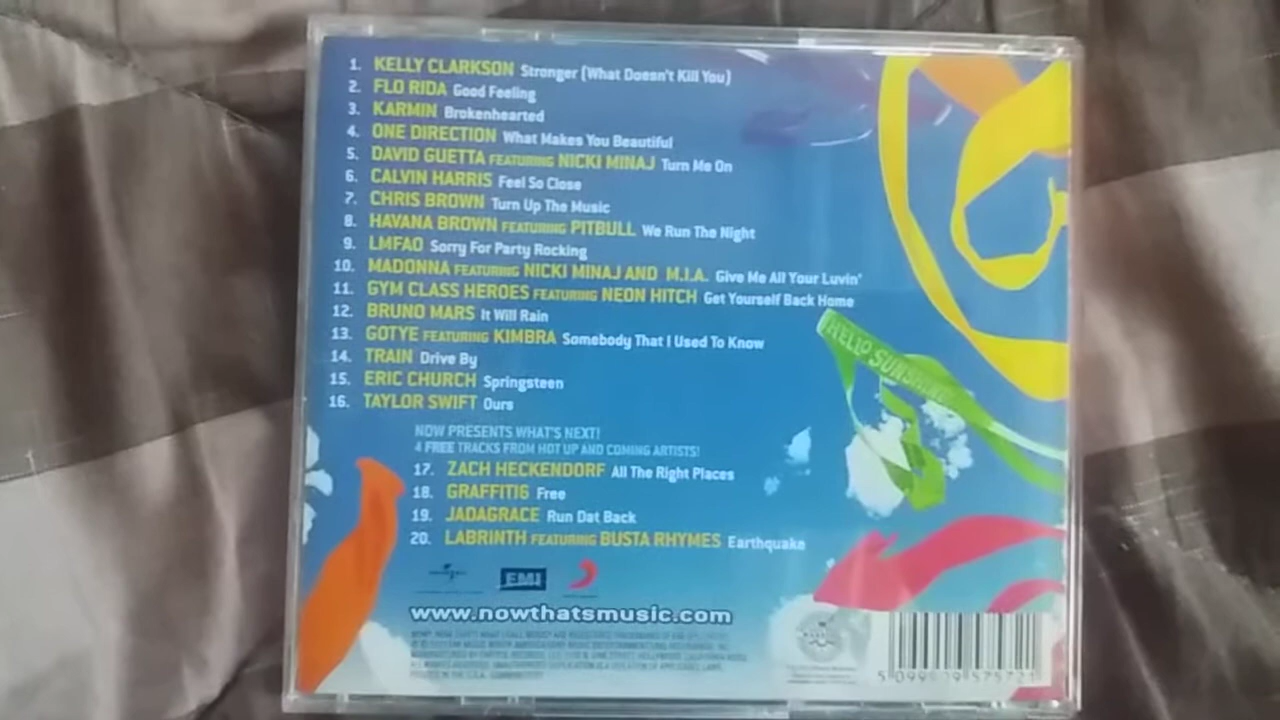 1. KELLY CLARKSON Stronger (What Doesn't Kill You)
2. FLO RIDA Good Feeling
3. KARMIN Brokenhearted
4. ONE DIRECTION What Makes You Beautiful
5. DAVID GUETTA FEATURING NICKI MINAJ Turn Me On
6. CALVIN HARRIS Feel So Close
7. CHRIS BROWN Turn Up The Music
8. HAVANA BROWN FEATURING PITBULL We Run The Night
9. LMFAO Sorry For Party Rocking
10. MADONNA FEATURING NICKI MINAJ AND M.I.A. Give Me All Your Luvin'
11. GYM CLASS HEROES FEATURING NEON HITCH Get Yourself Back Home
12. BRUNO MARS It Will Rain
13. GOTYE FEATURING KIMBRA Somebody That I Used To Know
14. TRAIN Drive By
15. ERIC CHURCH Springsteen
16. TAYLOR SWIFT Ours
HELLO SUNSHINE
NOW PRESENTS WHAT'S NEXT!
4 FREE TRACKS FROM HOT UP AND COMING ARTISTS!
17. ZACH HECKENDORF All The Right Places
18. GRAFFITI6 Free
19. JADAGRACE Run Dat Back
20. LABRINTH FEATURING BUSTA RHYMES Earthquake
EMI
www.nowthatsmusic.com